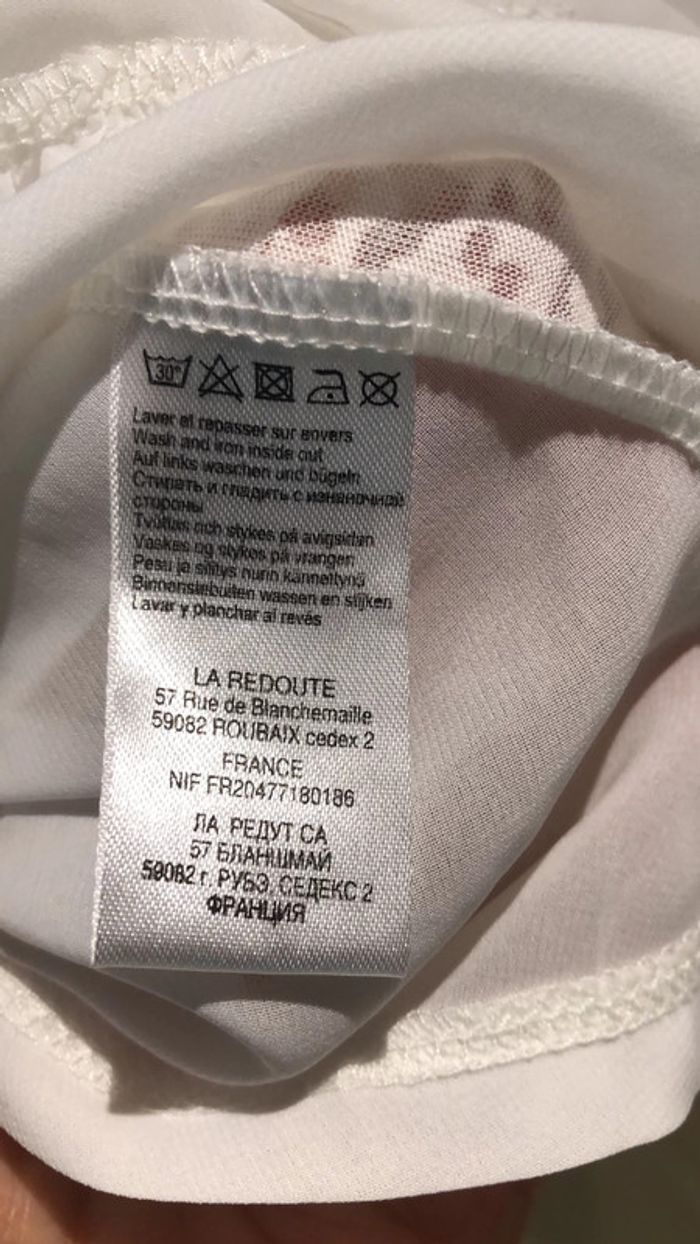 30°
Laver et repasser sur envers
Wash and iron inside out
Auf links waschen und bügeln
Стирать и гладить с изнаночной
стороны
Tvättas och strykes på avigsidan
Vaskes og stykes på vrangen
Pesu ja silitys nurin kannettynä
Binnenstebuiten wassen en strijken
Lavar y planchar al revés
LA REDOUTE
57 Rue de Blanchemaille
59082 ROUBAIX cedex 2
FRANCE
NIF FR20477180186
ЛА РЕДУТ СА
57 БЛАНШМАЙ
59082 г. РУБЭ, СЕДЕКС 2
ФРАНЦИЯ